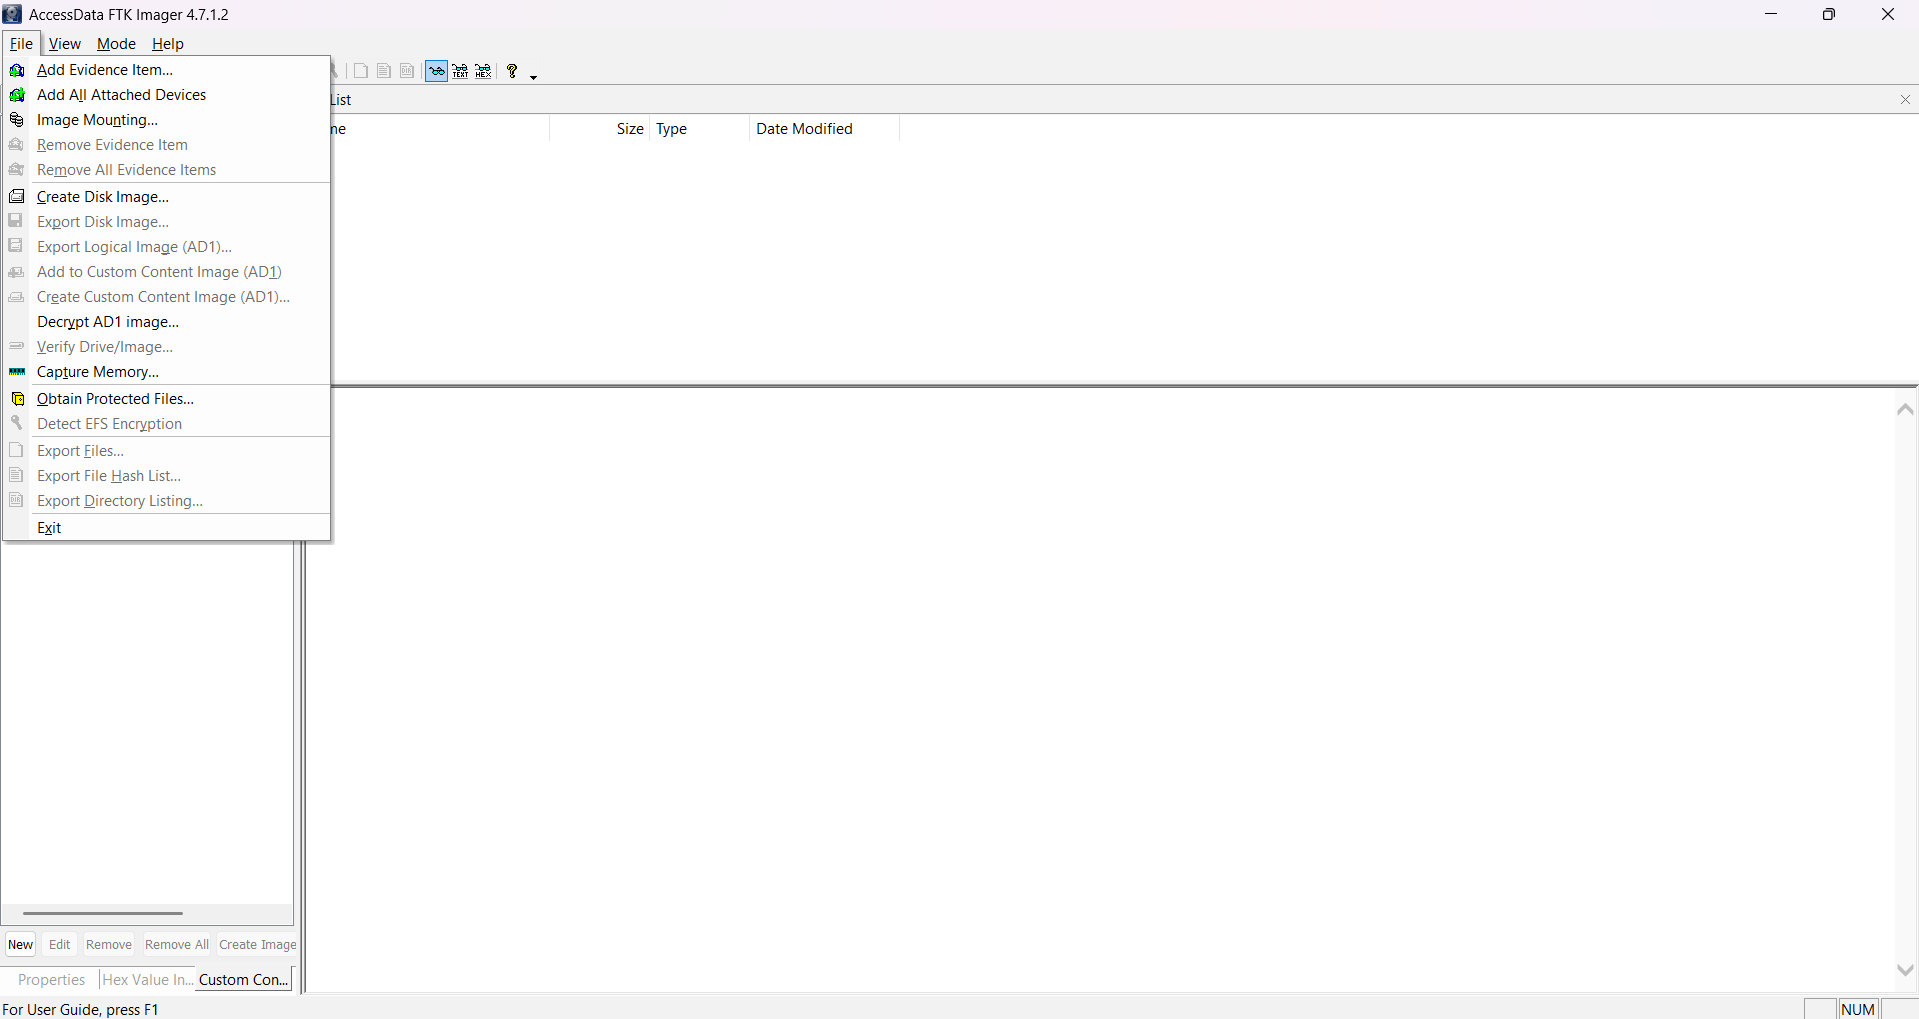 AccessData FTK Imager 4.7.1.2
File View Mode Help
Add Evidence Item...
Add All Attached Devices
Image Mounting...
Remove Evidence Item
Remove All Evidence Items
Create Disk Image...
Export Disk Image...
Export Logical Image (AD1)...
Add to Custom Content Image (AD1)
Create Custom Content Image (AD1)...
Decrypt AD1 image...
Verify Drive/Image...
Capture Memory...
Obtain Protected Files...
Detect EFS Encryption
Export Files...
Export File Hash List...
Export Directory Listing...
Exit
TEXT HEX ?
List
me Size Type Date Modified
New Edit Remove Remove All Create Image
Properties Hex Value In... Custom Con...
For User Guide, press F1
NUM